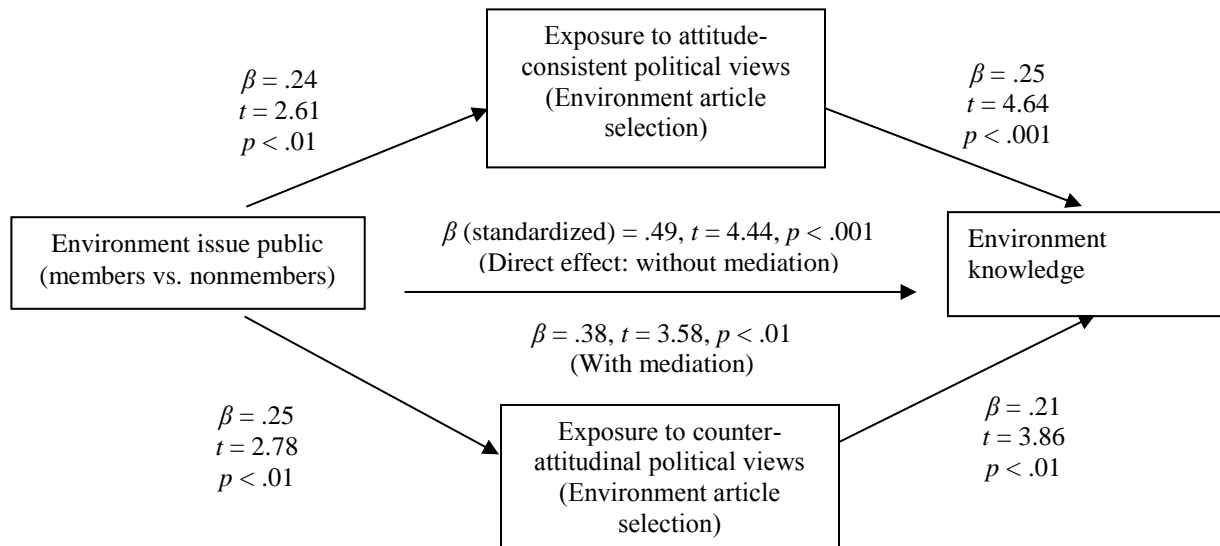 Exposure to attitude-
consistent political views
(Environment article
selection)
β = .24
t = 2.61
p < .01
β = .25
t = 4.64
p < .001
Environment issue public
(members vs. nonmembers)
β (standardized) = .49, t = 4.44, p < .001
(Direct effect: without mediation)
Environment
knowledge
β = .38, t = 3.58, p < .01
(With mediation)
β = .25
t = 2.78
p < .01
Exposure to counter-
attitudinal political views
(Environment article
selection)
β = .21
t = 3.86
p < .01